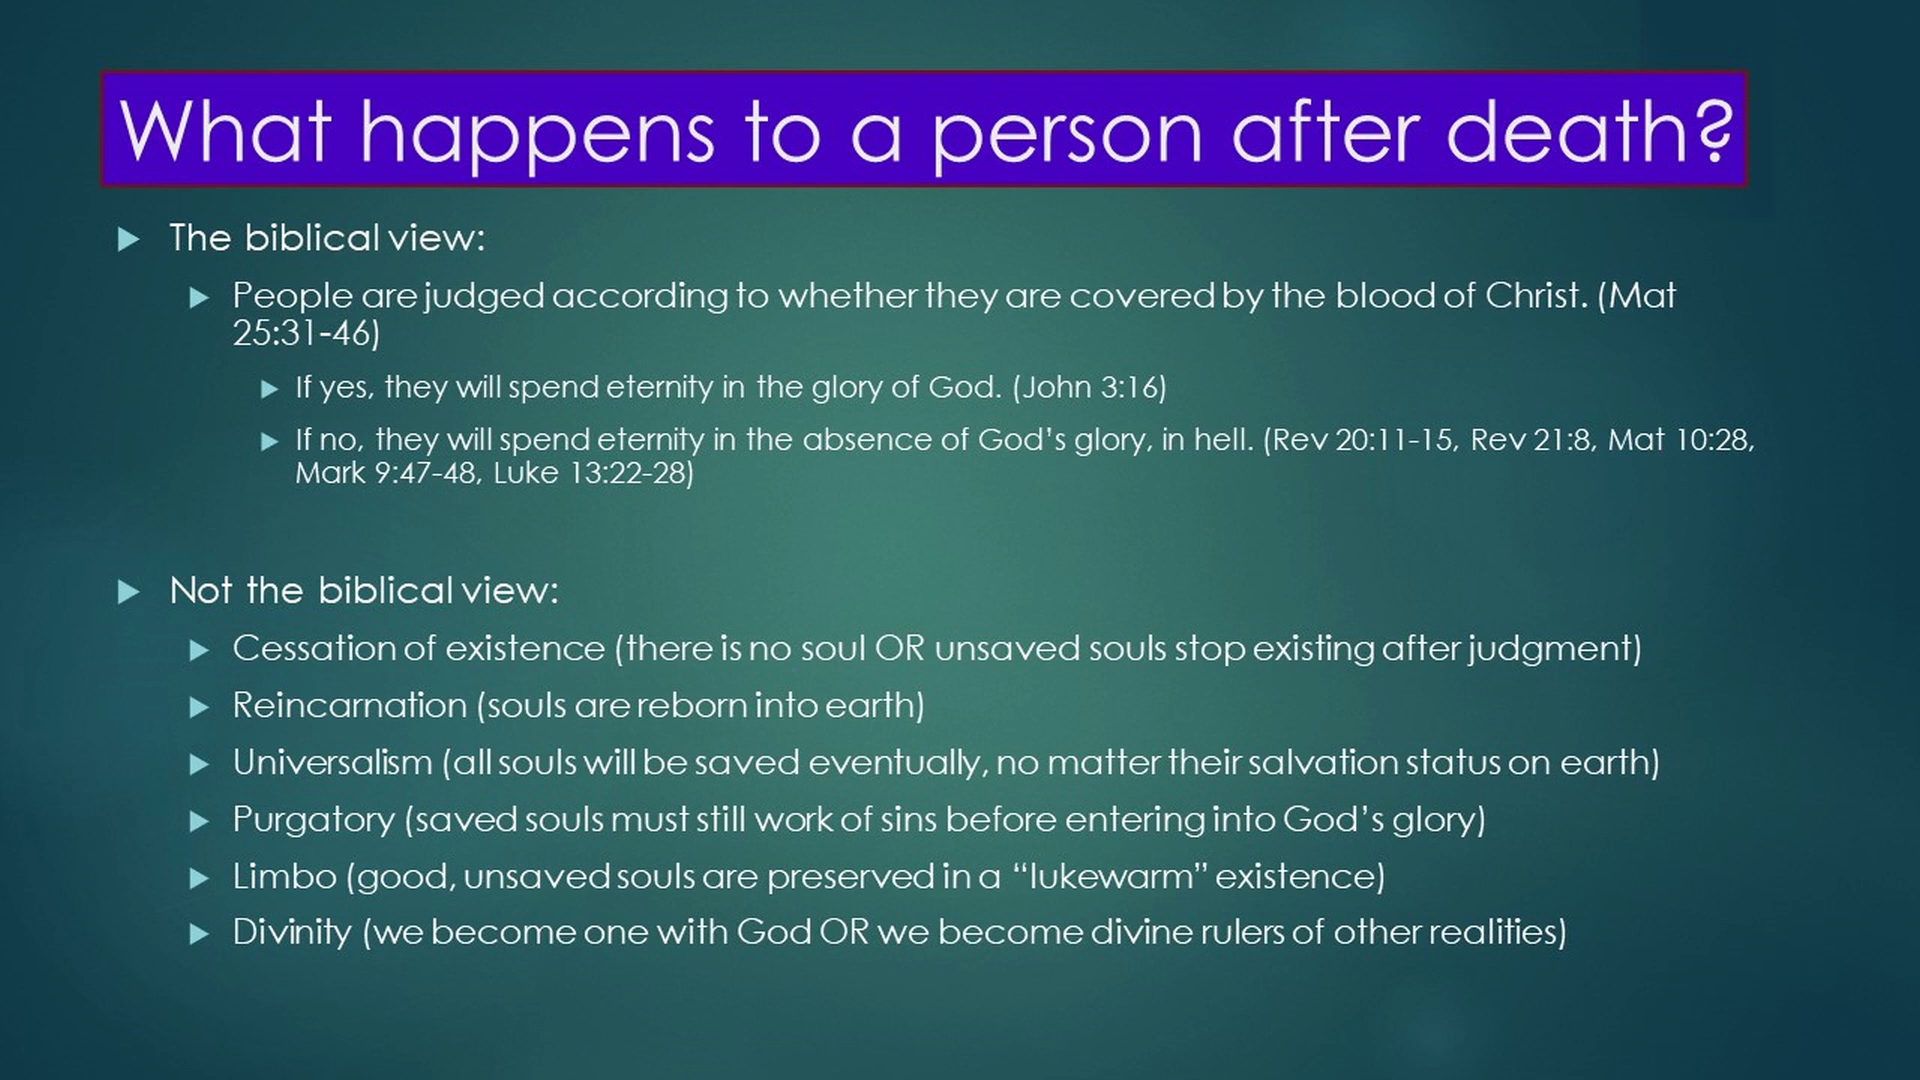 What happens to a person after death?
The biblical view:
People are judged according to whether they are covered by the blood of Christ. (Mat
25:31-46)
If yes, they will spend eternity in the glory of God. (John 3:16)
If no, they will spend eternity in the absence of God’s glory, in hell. (Rev 20:11-15, Rev 21:8, Mat 10:28,
Mark 9:47-48, Luke 13:22-28)
Not the biblical view:
Cessation of existence (there is no soul OR unsaved souls stop existing after judgment)
Reincarnation (souls are reborn into earth)
Universalism (all souls will be saved eventually, no matter their salvation status on earth)
Purgatory (saved souls must still work of sins before entering into God’s glory)
Limbo (good, unsaved souls are preserved in a “lukewarm” existence)
Divinity (we become one with God OR we become divine rulers of other realities)